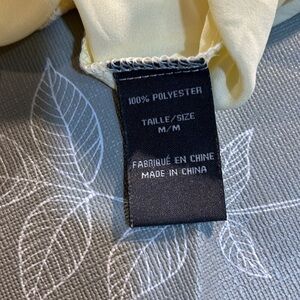 100% POLYESTER
TAILLE/SIZE
M/M
FABRIQUÉ EN CHINE
MADE IN CHINA